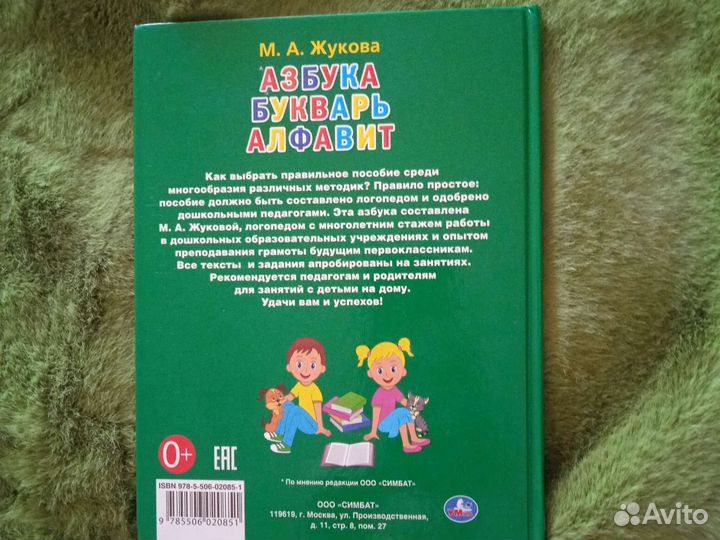 М. А. Жукова
*АЗБУКА
БУКВАРЬ
АЛФАВИТ
Как выбрать правильное пособие среди
многообразия различных методик? Правило простое:
пособие должно быть составлено логопедом и одобрено
дошкольными педагогами. Эта азбука составлена
М. А. Жуковой, логопедом с многолетним стажем работы
в дошкольных образовательных учреждениях и опытом
преподавания грамоты будущим первоклассникам.
Все тексты и задания апробированы на занятиях.
Рекомендуется педагогам и родителям
для занятий с детьми на дому.
Удачи вам и успехов!
0+
EAC
ISBN 978-5-506-02085-1
9785506020851
* По мнению редакции ООО «СИМБАТ»
ООО «СИМБАТ»
119619, г. Москва, ул. Производственная,
д. 11, стр. 8, пом. 27
Avito